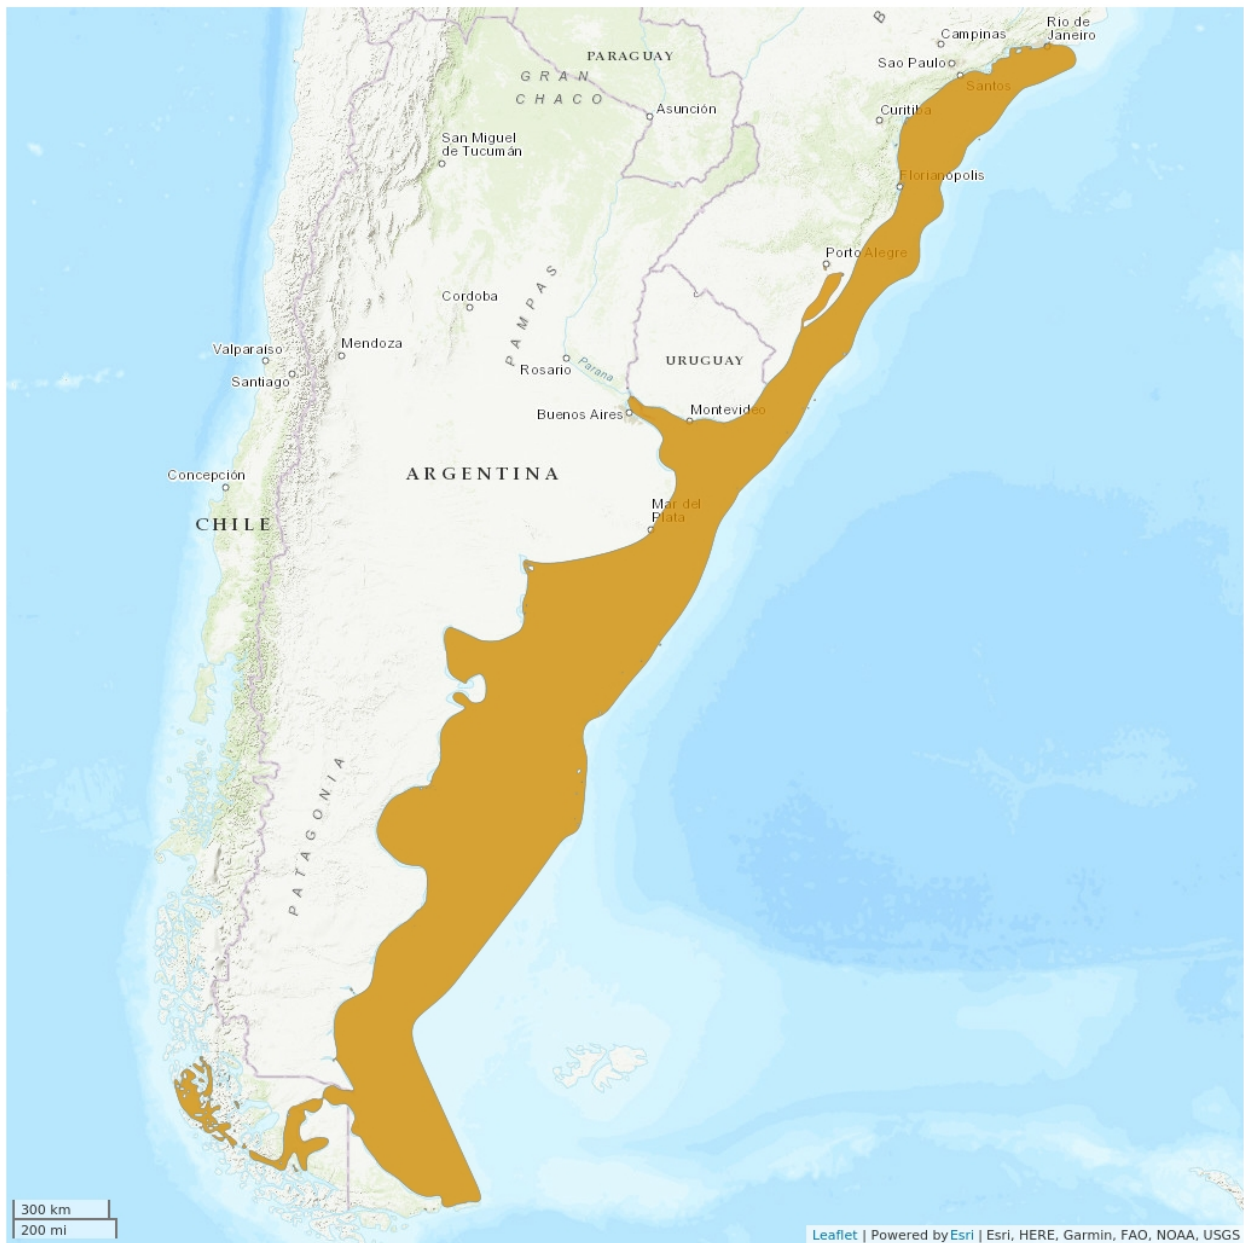 B
Rio de
Janeiro
Campinas
PARAGUAY
Sao Paulo
GRAN
CHACO
Santos
Asunción
Curitiba
San Miguel
de Tucumán
Florianopolis
Porto Alegre
PAMPAS
Cordoba
Mendoza
Valparaíso
Santiago
Rosario
Parana
URUGUAY
Buenos Aires
Montevideo
Concepción
ARGENTINA
Mar del
Plata
CHILE
PATAGONIA
300 km
200 mi
Leaflet | Powered by Esri | Esri, HERE, Garmin, FAO, NOAA, USGS